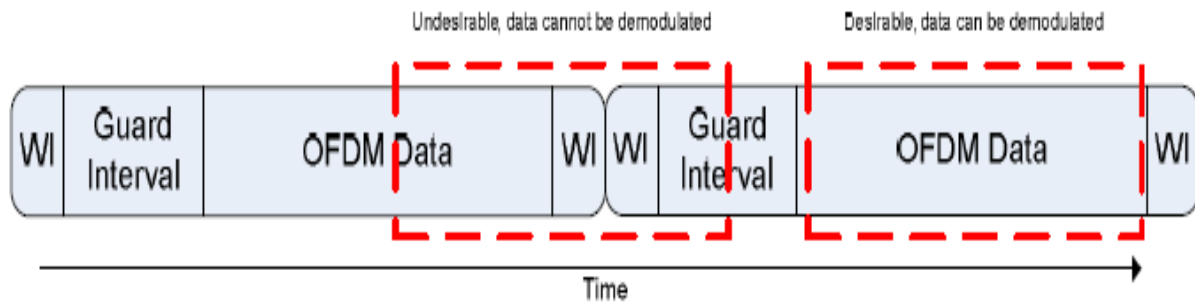 Undesirable, data cannot be demodulated
Desirable, data can be demodulated
WI
Guard
Interval
OFDM Data
WI
WI
Guard
Interval
OFDM Data
WI
Time